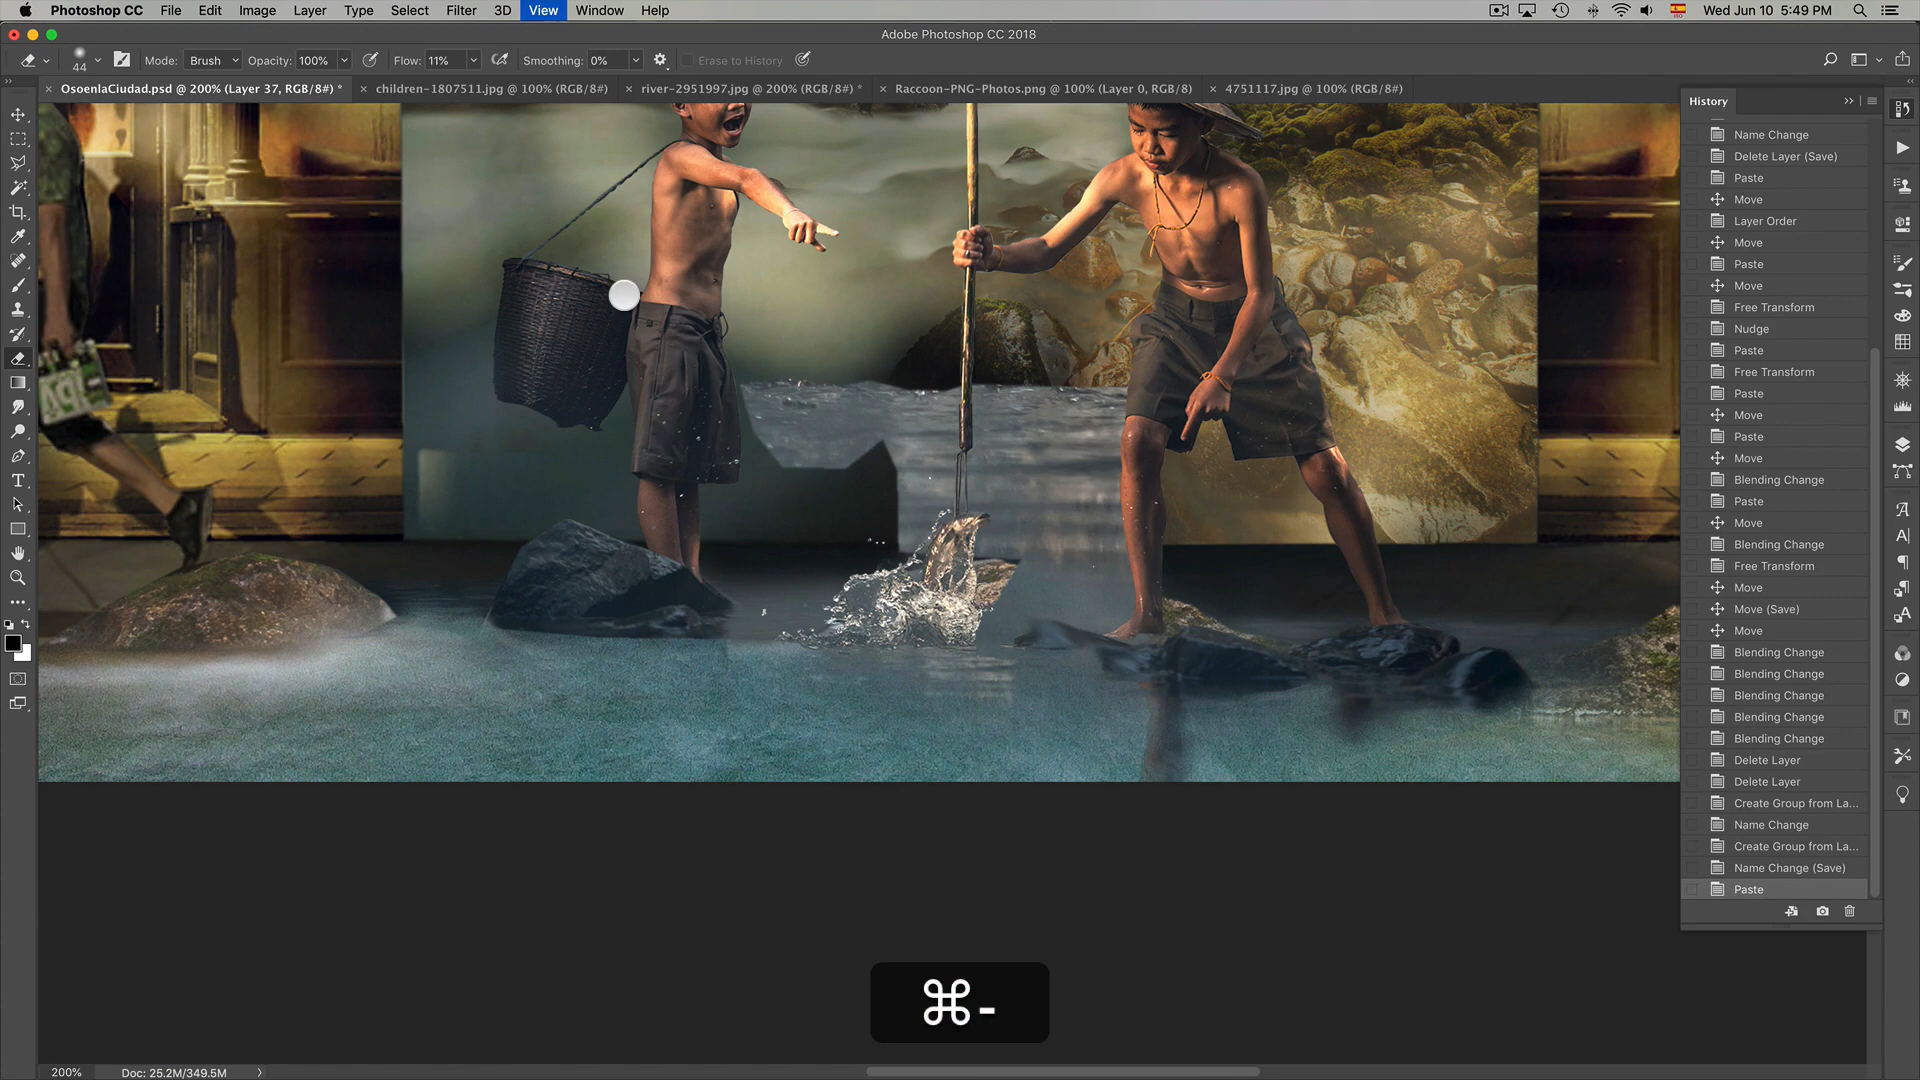 Photoshop CC File Edit Image Layer Type Select Filter 3D View Window Help Wed Jun 10 5:49 PM
Adobe Photoshop CC 2018
44 Mode: Brush Opacity: 100% Flow: 11% Smoothing: 0% Erase to History
OsoenlaCiudad.psd @ 200% (Layer 37, RGB/8#) * children-1807511.jpg @ 100% (RGB/8#) river-2951997.jpg @ 200% (RGB/8#) * Raccoon-PNG-Photos.png @ 100% (Layer 0, RGB/8) 4751117.jpg @ 100% (RGB/8#)
History
Name Change
Delete Layer (Save)
Paste
Move
Layer Order
Move
Paste
Move
Free Transform
Nudge
Paste
Free Transform
Paste
Move
Paste
Move
Blending Change
Paste
Move
Blending Change
Free Transform
Move
Move (Save)
Move
Blending Change
Blending Change
Blending Change
Blending Change
Blending Change
Delete Layer
Delete Layer
Create Group from La...
Name Change
Create Group from La...
Name Change (Save)
Paste
⌘-
200% Doc: 25.2M/349.5M